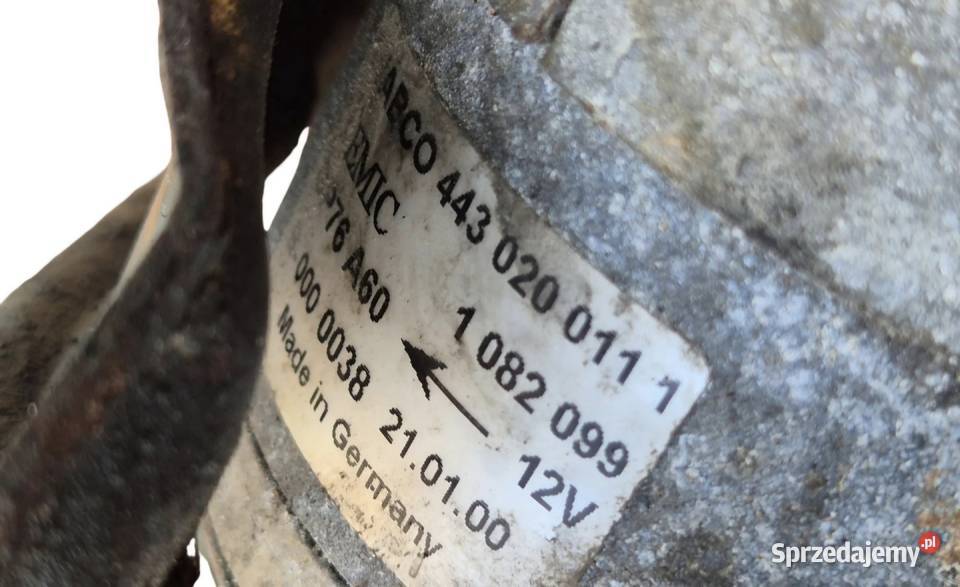 ABCO 443 020 011 1
EMIC 1 082 099
76 A60 12V
000 0038 21.01.00
Made in Germany
Sprzedajemy.pl